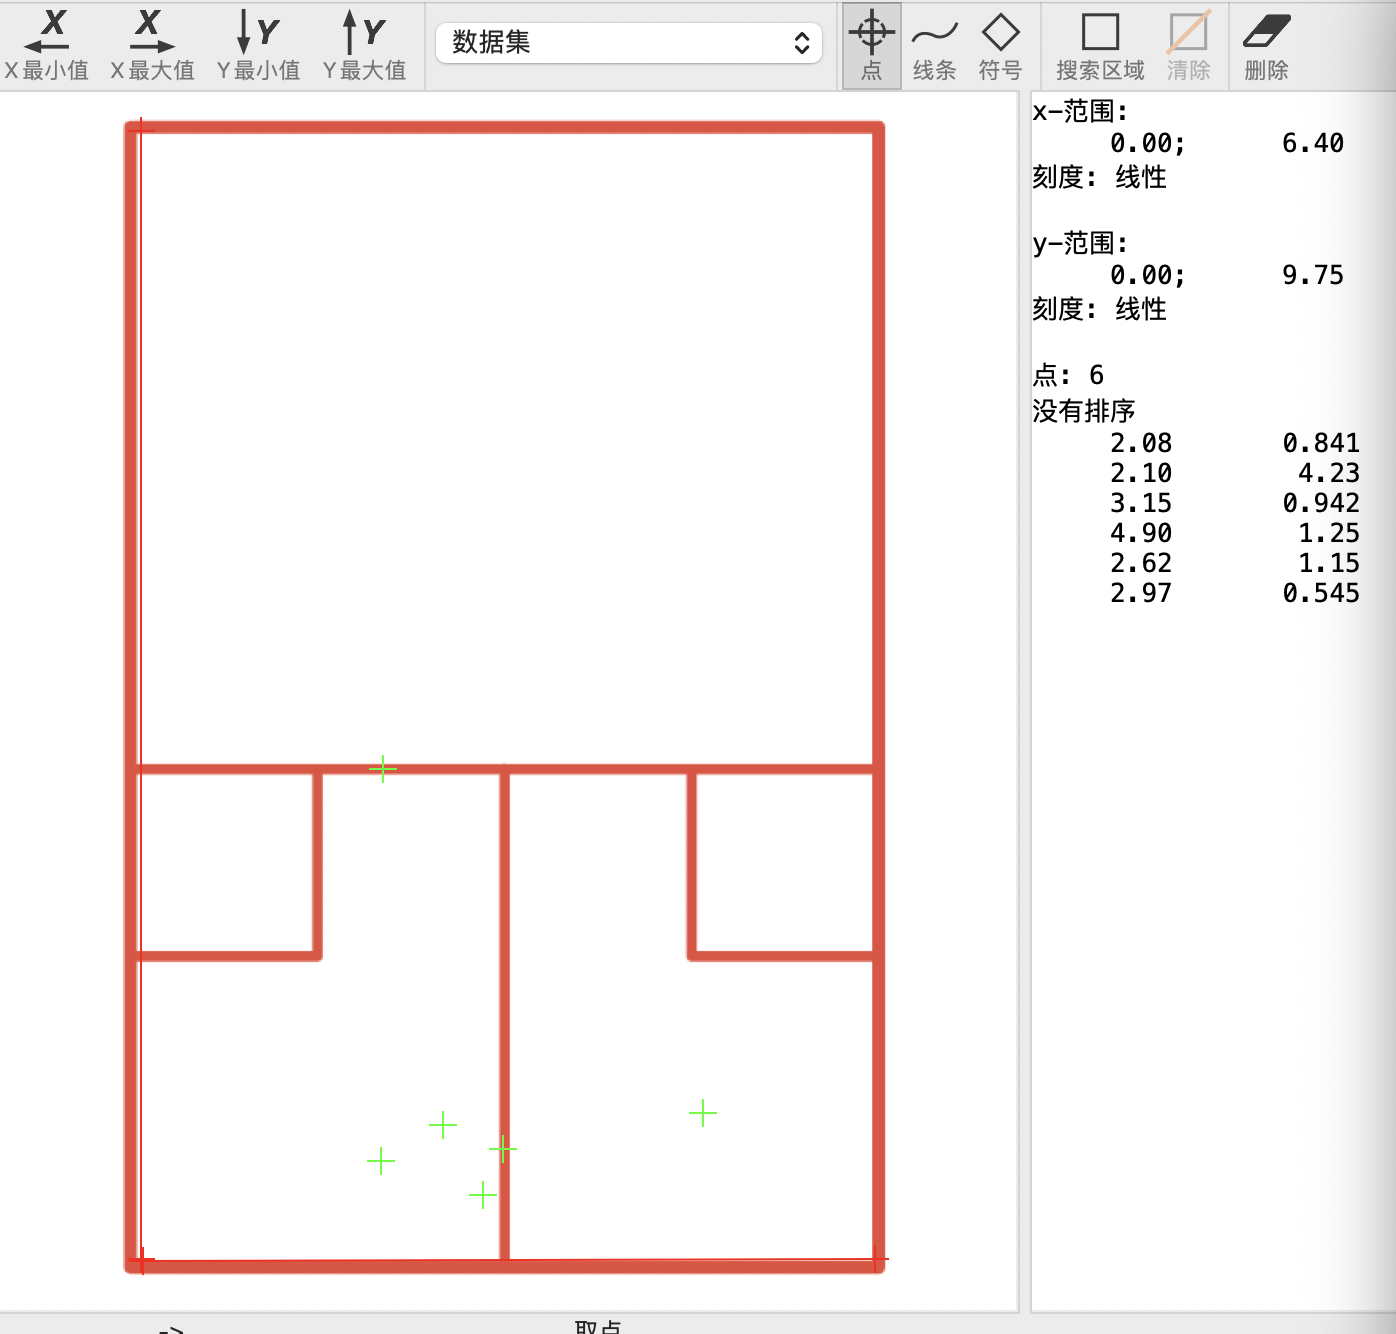 X X Y Y
X最小值 X最大值 Y最小值 Y最大值
数据集
点 线条 符号 搜索区域 清除 删除
x-范围:
0.00; 6.40
刻度: 线性
y-范围:
0.00; 9.75
刻度: 线性
点: 6
没有排序
2.08 0.841
2.10 4.23
3.15 0.942
4.90 1.25
2.62 1.15
2.97 0.545
-> 取点